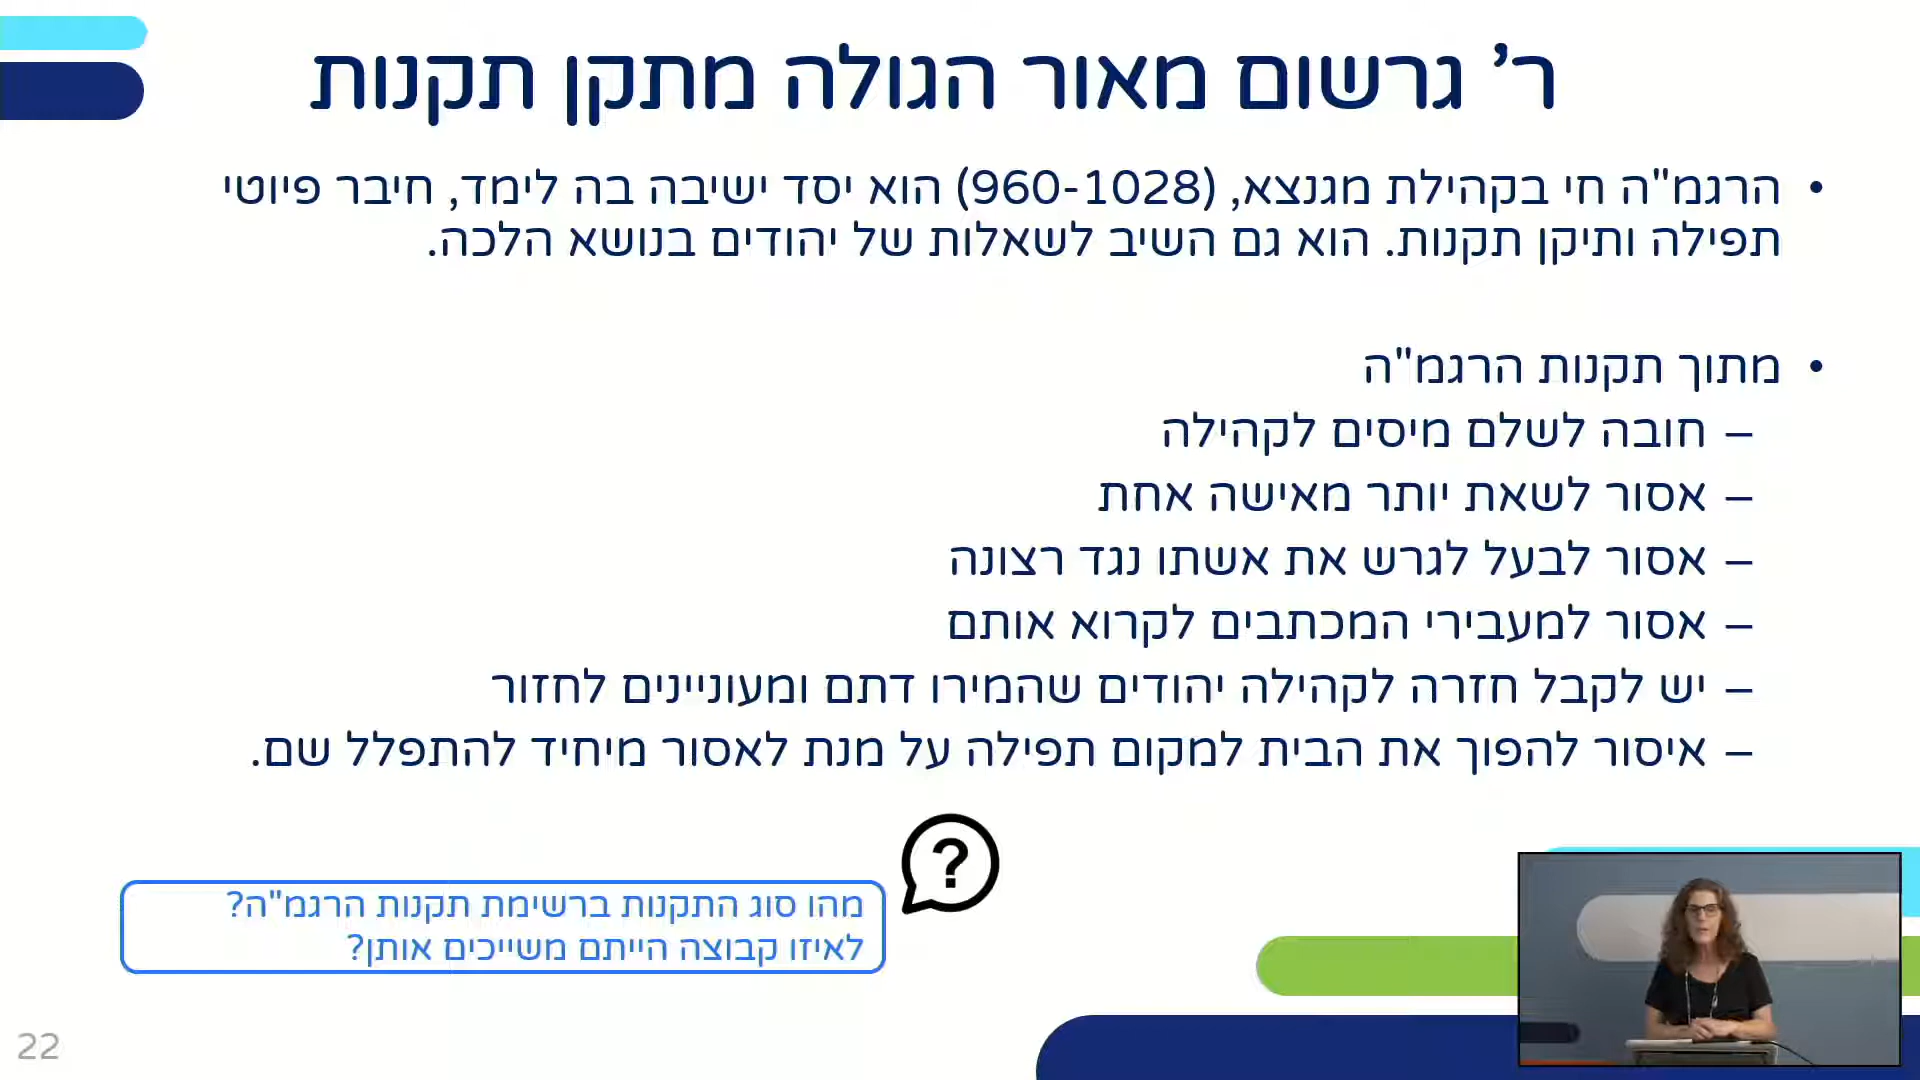 ר' גרשום מאור הגולה מתקן תקנות
• הרגמ"ה חי בקהילת מגנצא, (960-1028) הוא יסד ישיבה בה לימד, חיבר פיוטי
תפילה ותיקן תקנות. הוא גם השיב לשאלות של יהודים בנושא הלכה.
• מתוך תקנות הרגמ"ה
– חובה לשלם מיסים לקהילה
– אסור לשאת יותר מאישה אחת
– אסור לבעל לגרש את אשתו נגד רצונה
– אסור למעבירי המכתבים לקרוא אותם
– יש לקבל חזרה לקהילה יהודים שהמירו דתם ומעוניינים לחזור
– איסור להפוך את הבית למקום תפילה על מנת לאסור מיחיד להתפלל שם.
?
מהו סוג התקנות ברשימת תקנות הרגמ"ה?
לאיזו קבוצה הייתם משייכים אותן?
22